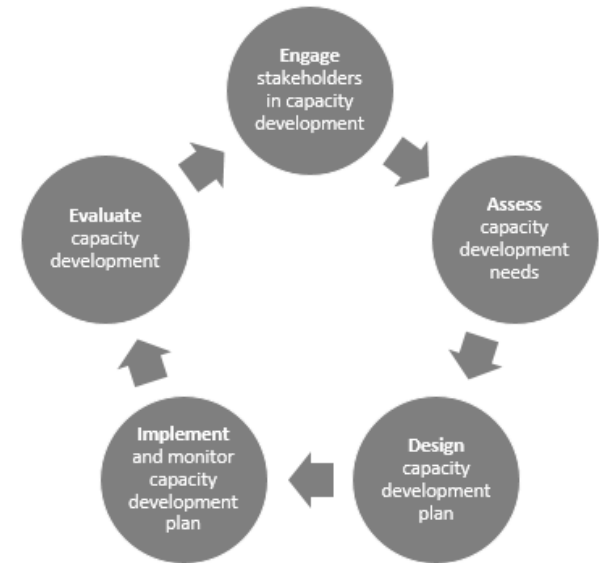 Engage
stakeholders
in capacity
development
Assess
capacity
development
needs
Design
capacity
development
plan
Implement
and monitor
capacity
development
plan
Evaluate
capacity
development